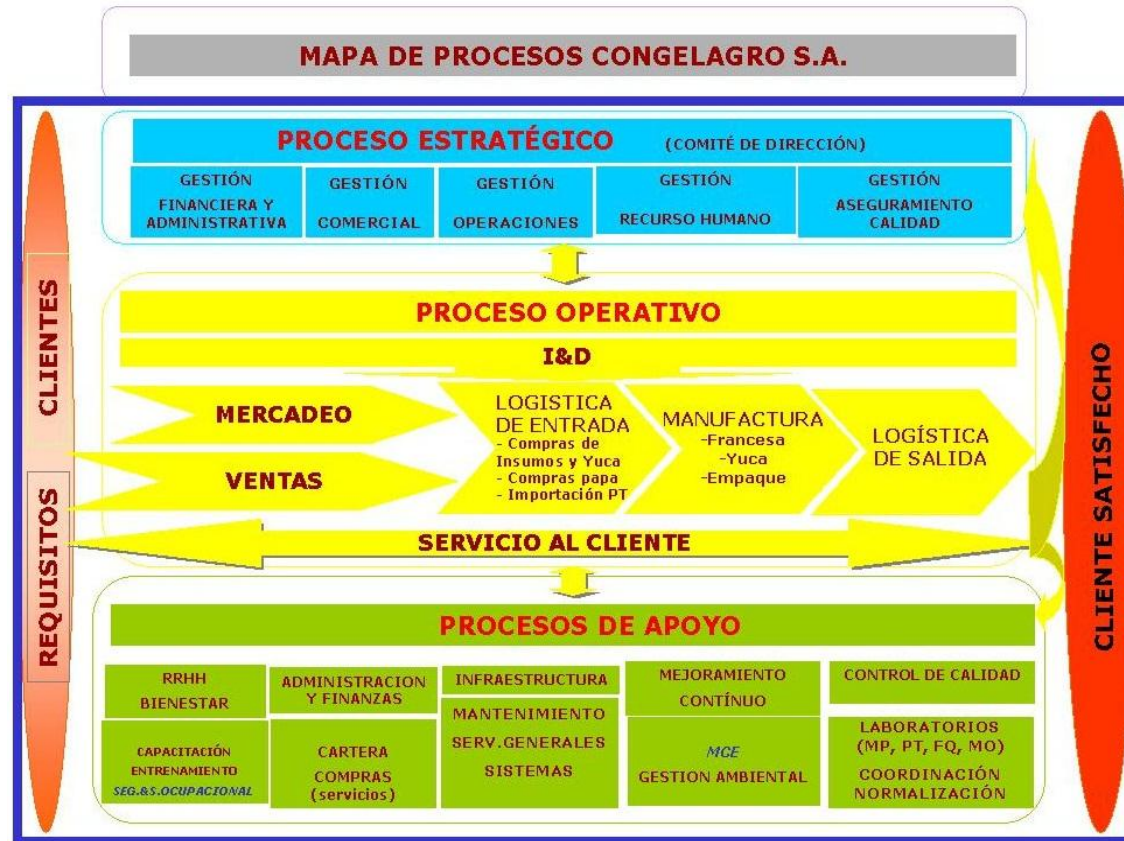 MAPA DE PROCESOS CONGELAGRO S.A.
PROCESO ESTRATÉGICO (COMITÉ DE DIRECCIÓN)
GESTIÓN
FINANCIERA Y
ADMINISTRATIVA
GESTIÓN
COMERCIAL
GESTIÓN
OPERACIONES
GESTIÓN
RECURSO HUMANO
GESTIÓN
ASEGURAMIENTO
CALIDAD
CLIENTES
REQUISITOS
PROCESO OPERATIVO
I&D
MERCADEO
VENTAS
LOGISTICA
DE ENTRADA
- Compras de
Insumos y Yuca
- Compras papa
- Importación PT
MANUFACTURA
-Francesa
-Yuca
-Empaque
LOGÍSTICA
DE SALIDA
SERVICIO AL CLIENTE
CLIENTE SATISFECHO
PROCESOS DE APOYO
RRHH
BIENESTAR
CAPACITACIÓN
ENTRENAMIENTO
SEG.&S.OCUPACIONAL
ADMINISTRACION
Y FINANZAS
CARTERA
COMPRAS
(servicios)
INFRAESTRUCTURA
MANTENIMIENTO
SERV.GENERALES
SISTEMAS
MEJORAMIENTO
CONTÍNUO
MCE
GESTION AMBIENTAL
CONTROL DE CALIDAD
LABORATORIOS
(MP, PT, FQ, MO)
COORDINACIÓN
NORMALIZACIÓN